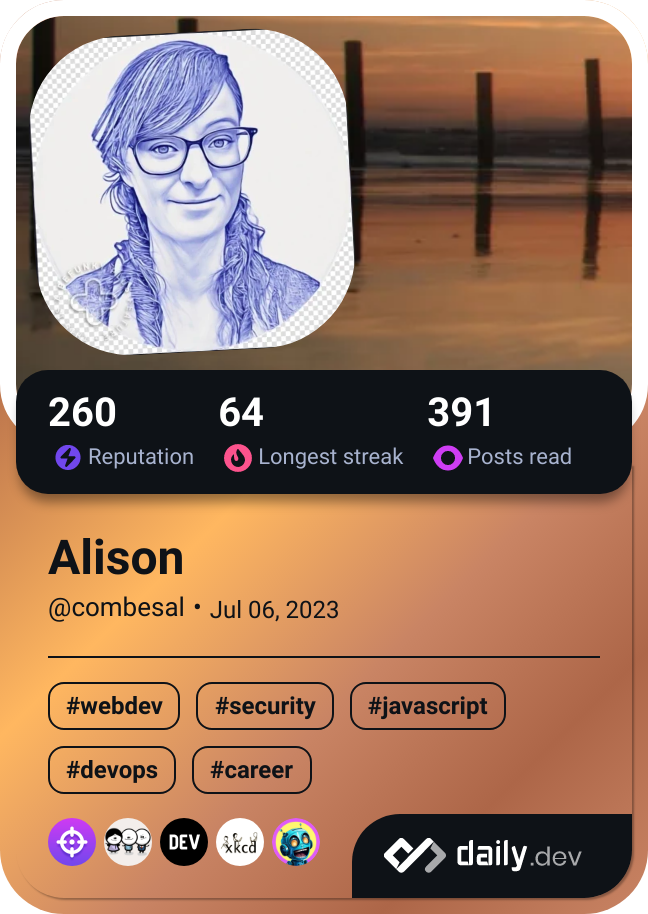 260 64 391
Reputation Longest streak Posts read
Alison
@combesal • Jul 06, 2023
#webdev #security #javascript
#devops #career
DEV xkcd daily.dev